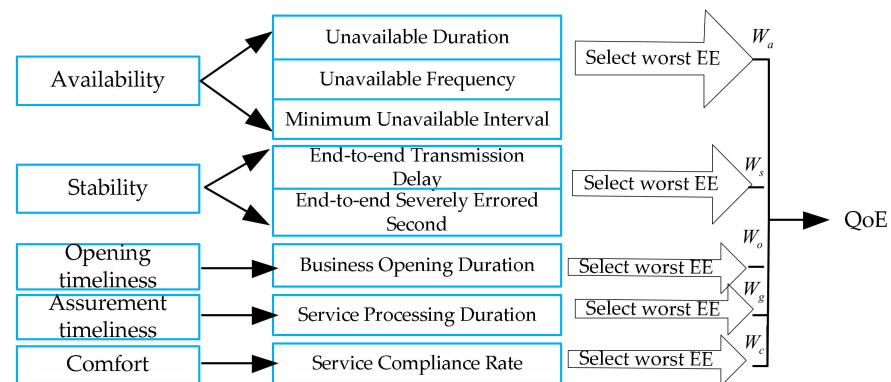 Availability
Unavailable Duration
Unavailable Frequency
Minimum Unavailable Interval
Select worst EE
W_a
Stability
End-to-end Transmission
Delay
End-to-end Severely Errored
Second
Select worst EE
W_s
QoE
Opening
timeliness
Business Opening Duration
Select worst EE
W_o
Assurement
timeliness
Service Processing Duration
Select worst EE
W_g
Comfort
Service Compliance Rate
Select worst EE
W_c